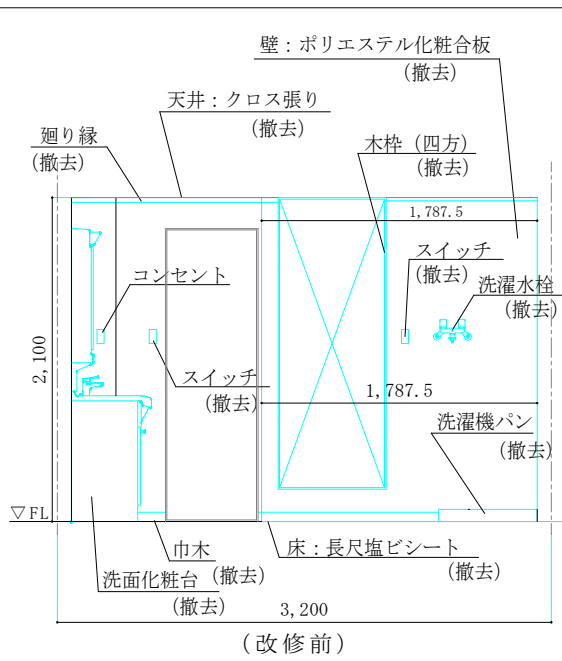 壁：ポリエステル化粧合板
(撤去)
天井：クロス張り
(撤去)
廻り縁
(撤去)
木枠（四方）
(撤去)
1,787.5
スイッチ
(撤去)
洗濯水栓
(撤去)
コンセント
2,100
スイッチ
(撤去)
1,787.5
洗濯機パン
(撤去)
▽FL
巾木
(撤去)
床：長尺塩ビシート
(撤去)
洗面化粧台
(撤去)
3,200
(改修前)